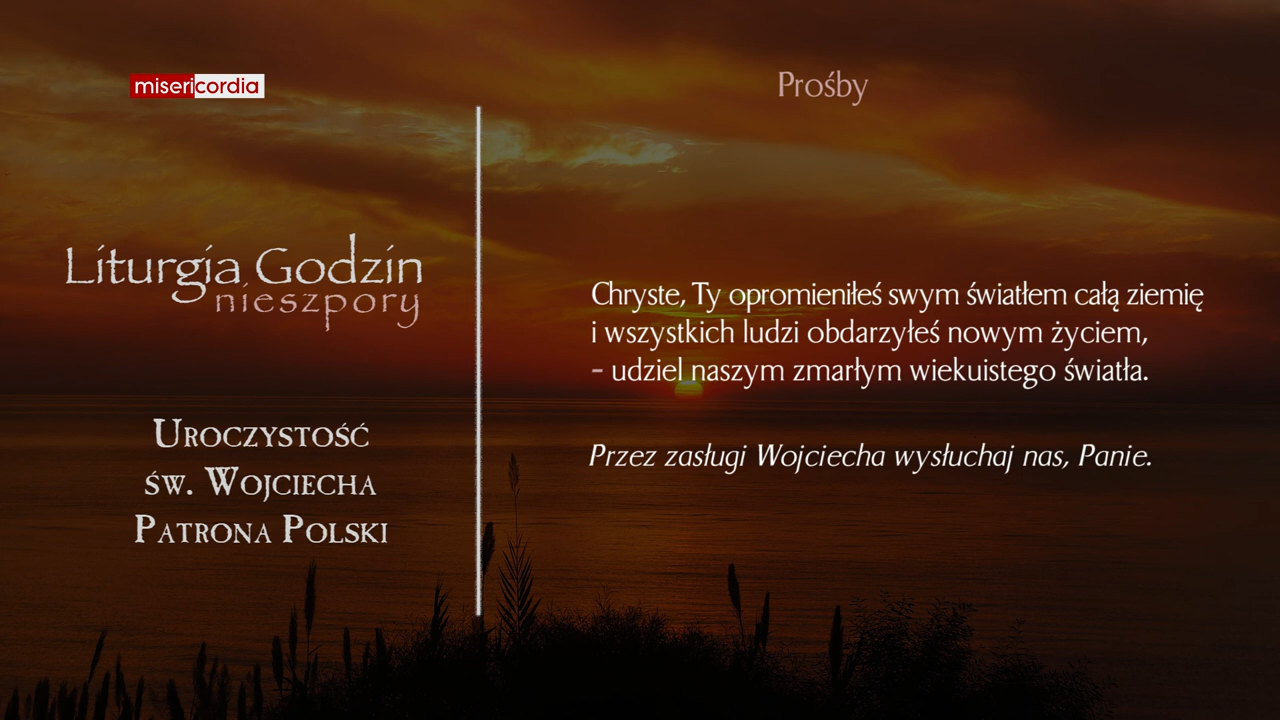 misericordia
Liturgia Godzin
nieszpory
Uroczystość
św. Wojciecha
Patrona Polski
Prośby
Chryste, Ty opromieniłeś swym światłem całą ziemię
i wszystkich ludzi obdarzyłeś nowym życiem,
- udziel naszym zmarłym wiekuistego światła.
Przez zasługi Wojciecha wysłuchaj nas, Panie.